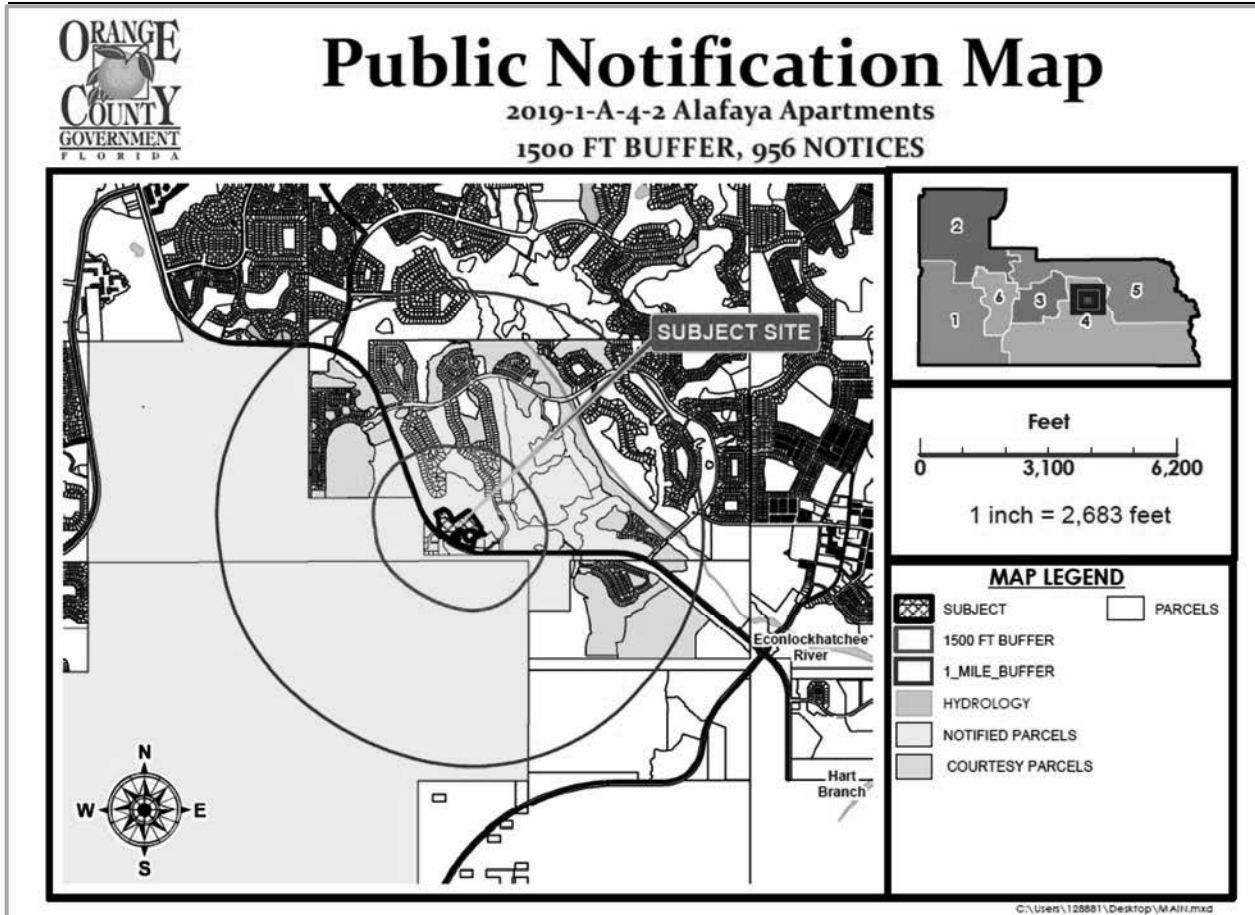 ORANGE
COUNTY
GOVERNMENT
FLORIDA
Public Notification Map
2019-1-A-4-2 Alafaya Apartments
1500 FT BUFFER, 956 NOTICES
SUBJECT SITE
Econlockhatchee
River
Hart
Branch
N
W E
S
2
6
3
5
1
4
Feet
0 3,100 6,200
1 inch = 2,683 feet
MAP LEGEND
SUBJECT PARCELS
1500 FT BUFFER
1_MILE_BUFFER
HYDROLOGY
NOTIFIED PARCELS
COURTESY PARCELS
C:\Users\128881\Desktop\MAIN.mxd